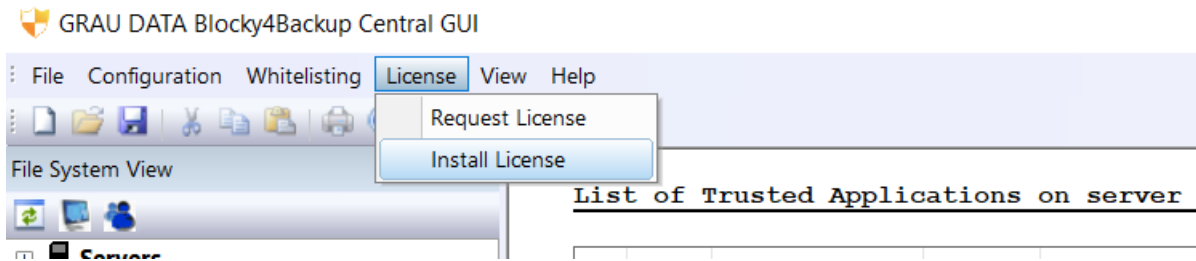 GRAU DATA Blocky4Backup Central GUI
File Configuration Whitelisting License View Help
Request License
Install License
File System View
List of Trusted Applications on server
Servers